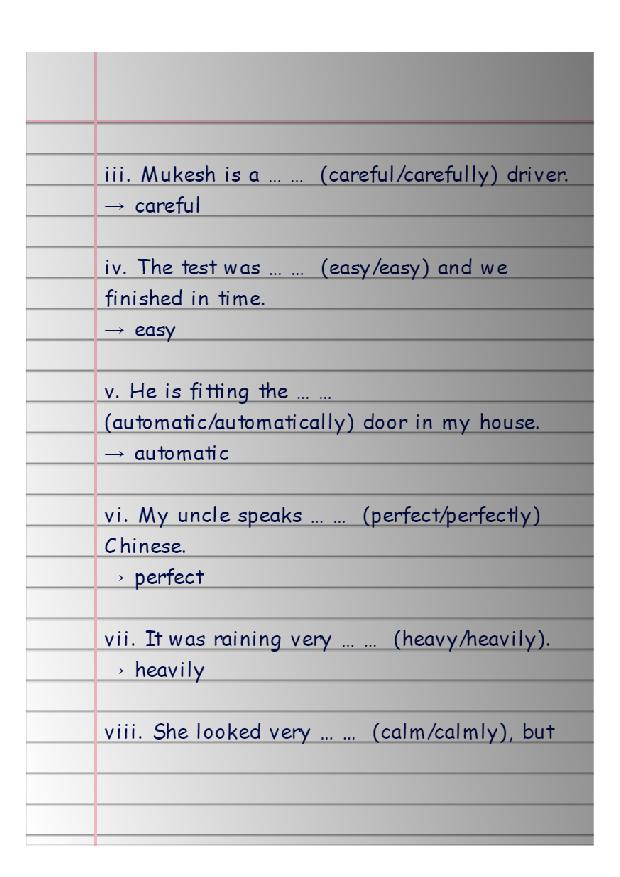 iii. Mukesh is a ... ... (careful/carefully) driver.
→ careful
iv. The test was ... ... (easy/easy) and we
finished in time.
→ easy
v. He is fitting the ... ...
(automatic/automatically) door in my house.
→ automatic
vi. My uncle speaks ... ... (perfect/perfectly)
Chinese.
→ perfect
vii. It was raining very ... ... (heavy/heavily).
→ heavily
viii. She looked very ... ... (calm/calmly), but